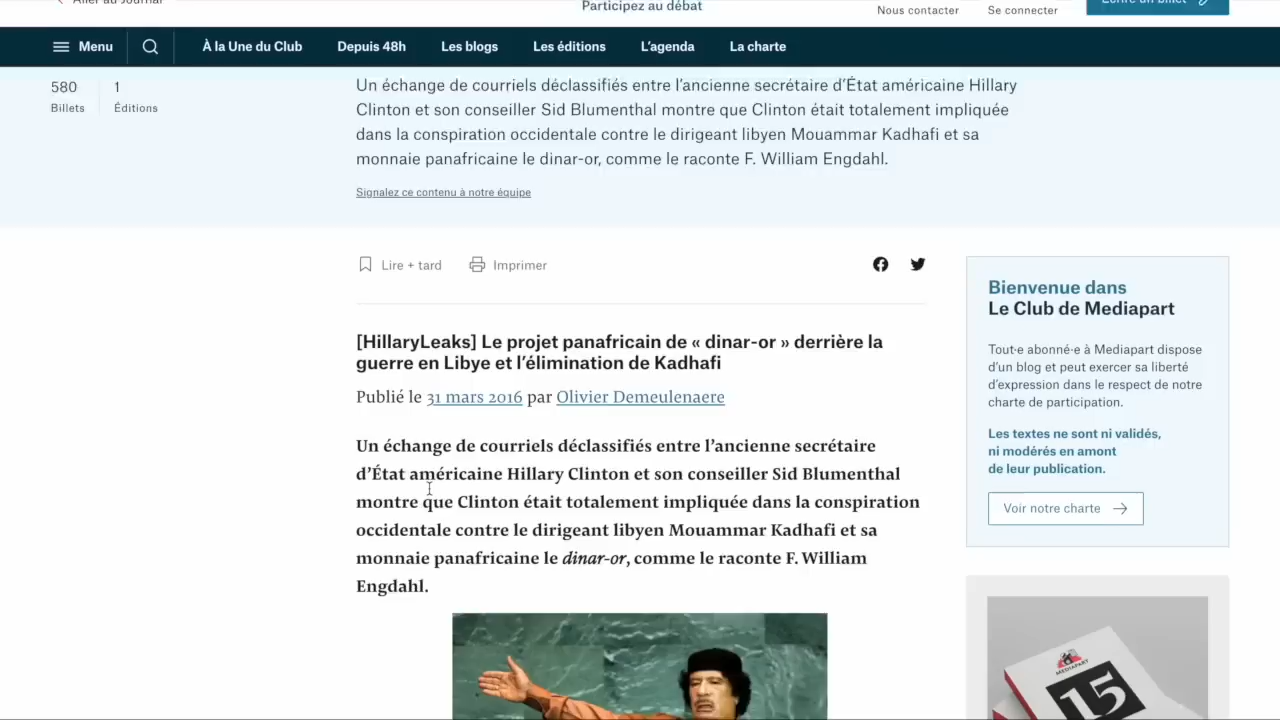 Aller au Journal
Participez au débat
Nous contacter
Se connecter
Écrire un billet
Menu
À la Une du Club
Depuis 48h
Les blogs
Les éditions
L'agenda
La charte
580
Billets
1
Éditions
Un échange de courriels déclassifiés entre l'ancienne secrétaire d'État américaine Hillary
Clinton et son conseiller Sid Blumenthal montre que Clinton était totalement impliquée
dans la conspiration occidentale contre le dirigeant libyen Mouammar Kadhafi et sa
monnaie panafricaine le dinar-or, comme le raconte F. William Engdahl.
Signalez ce contenu à notre équipe
Lire + tard
Imprimer
[HillaryLeaks] Le projet panafricain de « dinar-or » derrière la
guerre en Libye et l'élimination de Kadhafi
Publié le 31 mars 2016 par Olivier Demeulenaere
Un échange de courriels déclassifiés entre l'ancienne secrétaire
d'État américaine Hillary Clinton et son conseiller Sid Blumenthal
montre que Clinton était totalement impliquée dans la conspiration
occidentale contre le dirigeant libyen Mouammar Kadhafi et sa
monnaie panafricaine le dinar-or, comme le raconte F. William
Engdahl.
Bienvenue dans
Le Club de Mediapart
Tout·e abonné·e à Mediapart dispose
d'un blog et peut exercer sa liberté
d'expression dans le respect de notre
charte de participation.
Les textes ne sont ni validés,
ni modérés en amont
de leur publication.
Voir notre charte
MEDIAPART
15